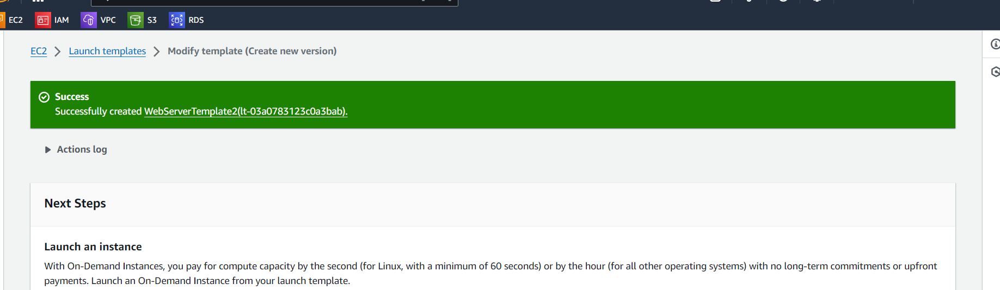 EC2 IAM VPC S3 RDS
EC2 Launch templates Modify template (Create new version)
Success
Successfully created WebServerTemplate2(lt-03a0783123c0a3bab).
Actions log
Next Steps
Launch an instance
With On-Demand Instances, you pay for compute capacity by the second (for Linux, with a minimum of 60 seconds) or by the hour (for all other operating systems) with no long-term commitments or upfront
payments. Launch an On-Demand Instance from your launch template.